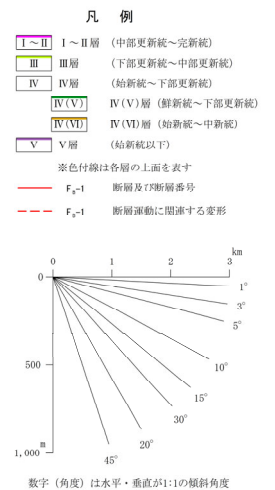 凡 例
Ⅰ～Ⅱ Ⅰ～Ⅱ層 (中部更新統～完新統)
Ⅲ Ⅲ層 (下部更新統～中部更新統)
Ⅳ Ⅳ層 (始新統～下部更新統)
Ⅳ(Ⅴ) Ⅳ(Ⅴ)層 (鮮新統～下部更新統)
Ⅳ(Ⅵ) Ⅳ(Ⅵ)層 (始新統～中新統)
Ⅴ Ⅴ層 (始新統以下)
※色付線は各層の上面を表す
FB-1 断層及び断層番号
FB-1 断層運動に関連する変形
km
0 1 2 3
0
1°
3°
5°
500
10°
15°
30°
20°
m
1,000
45°
数字(角度)は水平・垂直が1:1の傾斜角度